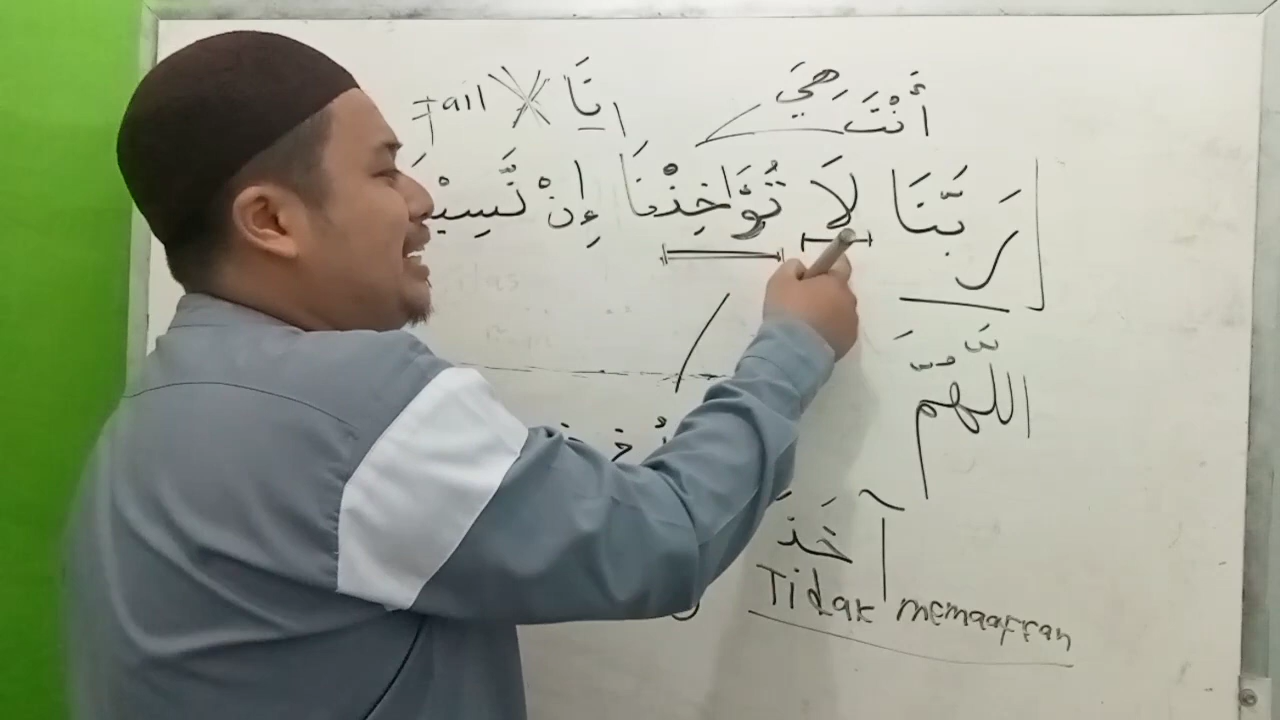 أَنْتَ هِيَ
اِيَّا fail
رَبَّنَا لَا تُؤَاخِذْنَا إِنْ نَّسِيْ
اللَّهُمَّ
آخَذَ
Tidak memaafkan